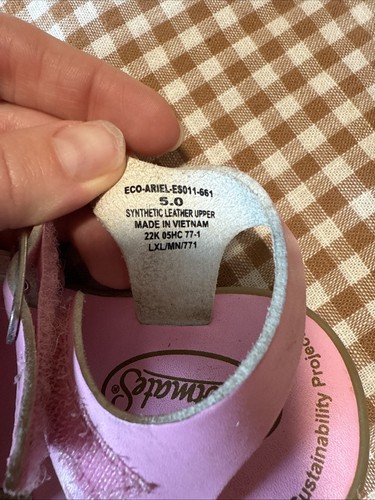 ECO-ARIEL-ES011-661
5.0
SYNTHETIC LEATHER UPPER
MADE IN VIETNAM
22K 05HC 77-1
LXL/MN/771
Sustainability Project